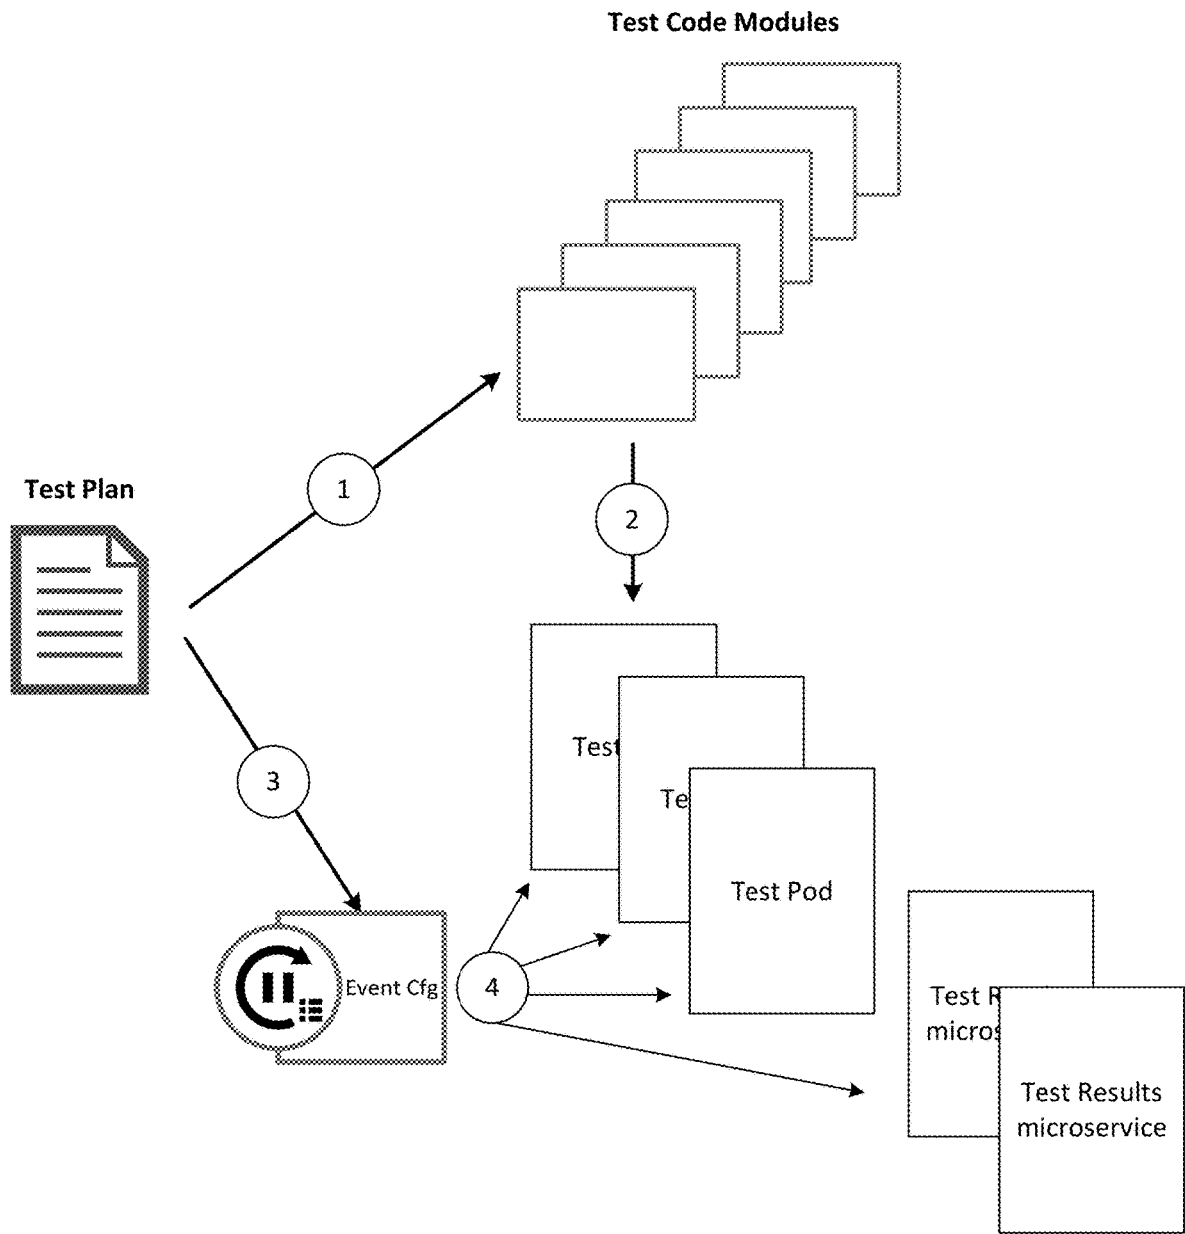 Test Code Modules
1
Test Plan
2
Test
3
Te
Test Pod
Event Cfg
4
Test R
micros
Test Results
microservice